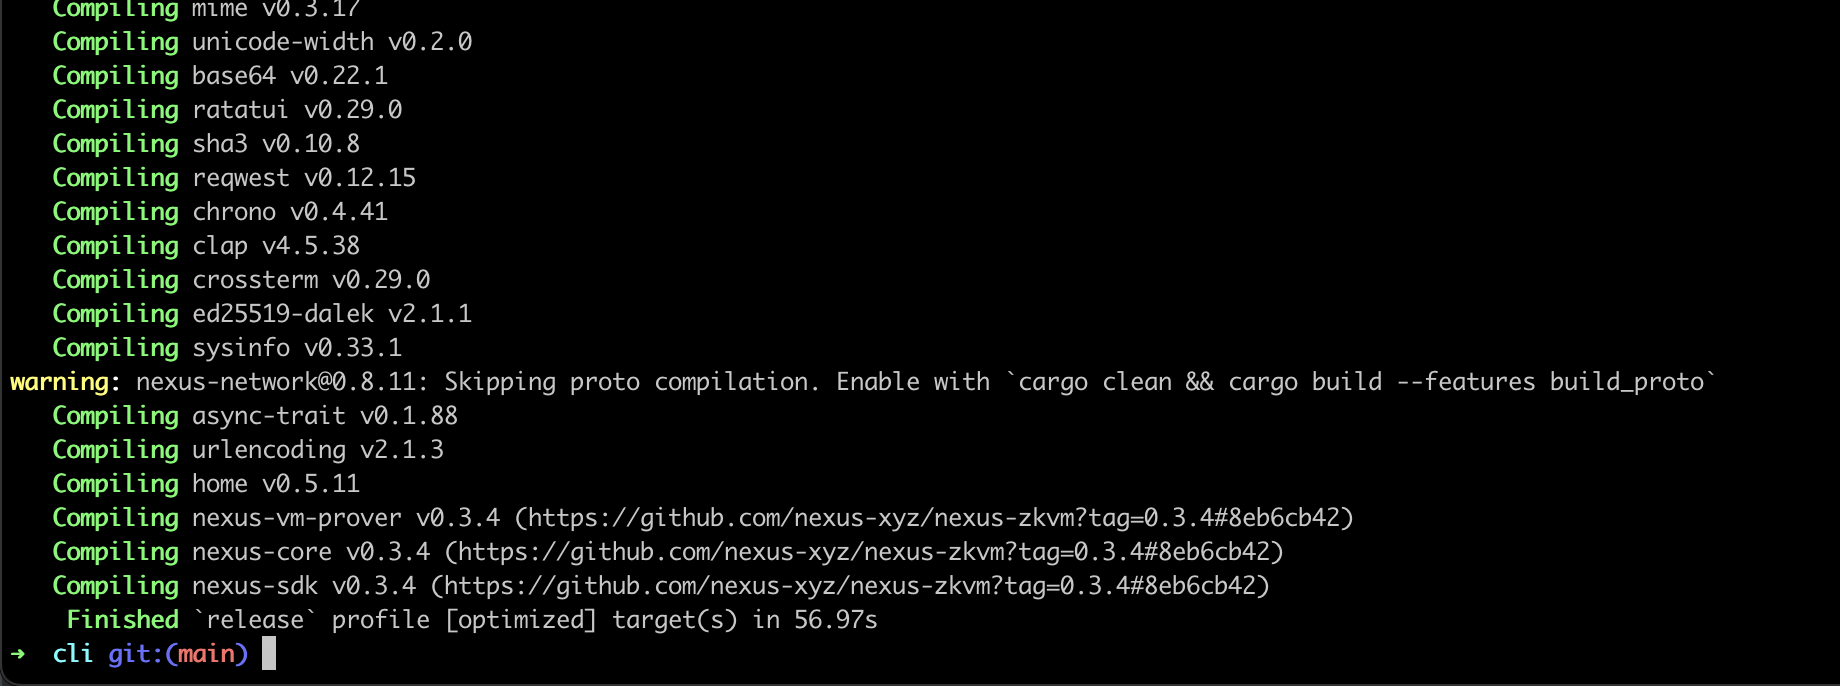 Compiling mime v0.3.17
Compiling unicode-width v0.2.0
Compiling base64 v0.22.1
Compiling ratatui v0.29.0
Compiling sha3 v0.10.8
Compiling reqwest v0.12.15
Compiling chrono v0.4.41
Compiling clap v4.5.38
Compiling crossterm v0.29.0
Compiling ed25519-dalek v2.1.1
Compiling sysinfo v0.33.1
warning: nexus-network@0.8.11: Skipping proto compilation. Enable with `cargo clean && cargo build --features build_proto`
Compiling async-trait v0.1.88
Compiling urlencoding v2.1.3
Compiling home v0.5.11
Compiling nexus-vm-prover v0.3.4 (https://github.com/nexus-xyz/nexus-zkvm?tag=0.3.4#8eb6cb42)
Compiling nexus-core v0.3.4 (https://github.com/nexus-xyz/nexus-zkvm?tag=0.3.4#8eb6cb42)
Compiling nexus-sdk v0.3.4 (https://github.com/nexus-xyz/nexus-zkvm?tag=0.3.4#8eb6cb42)
Finished `release` profile [optimized] target(s) in 56.97s
➜ cli git:(main)